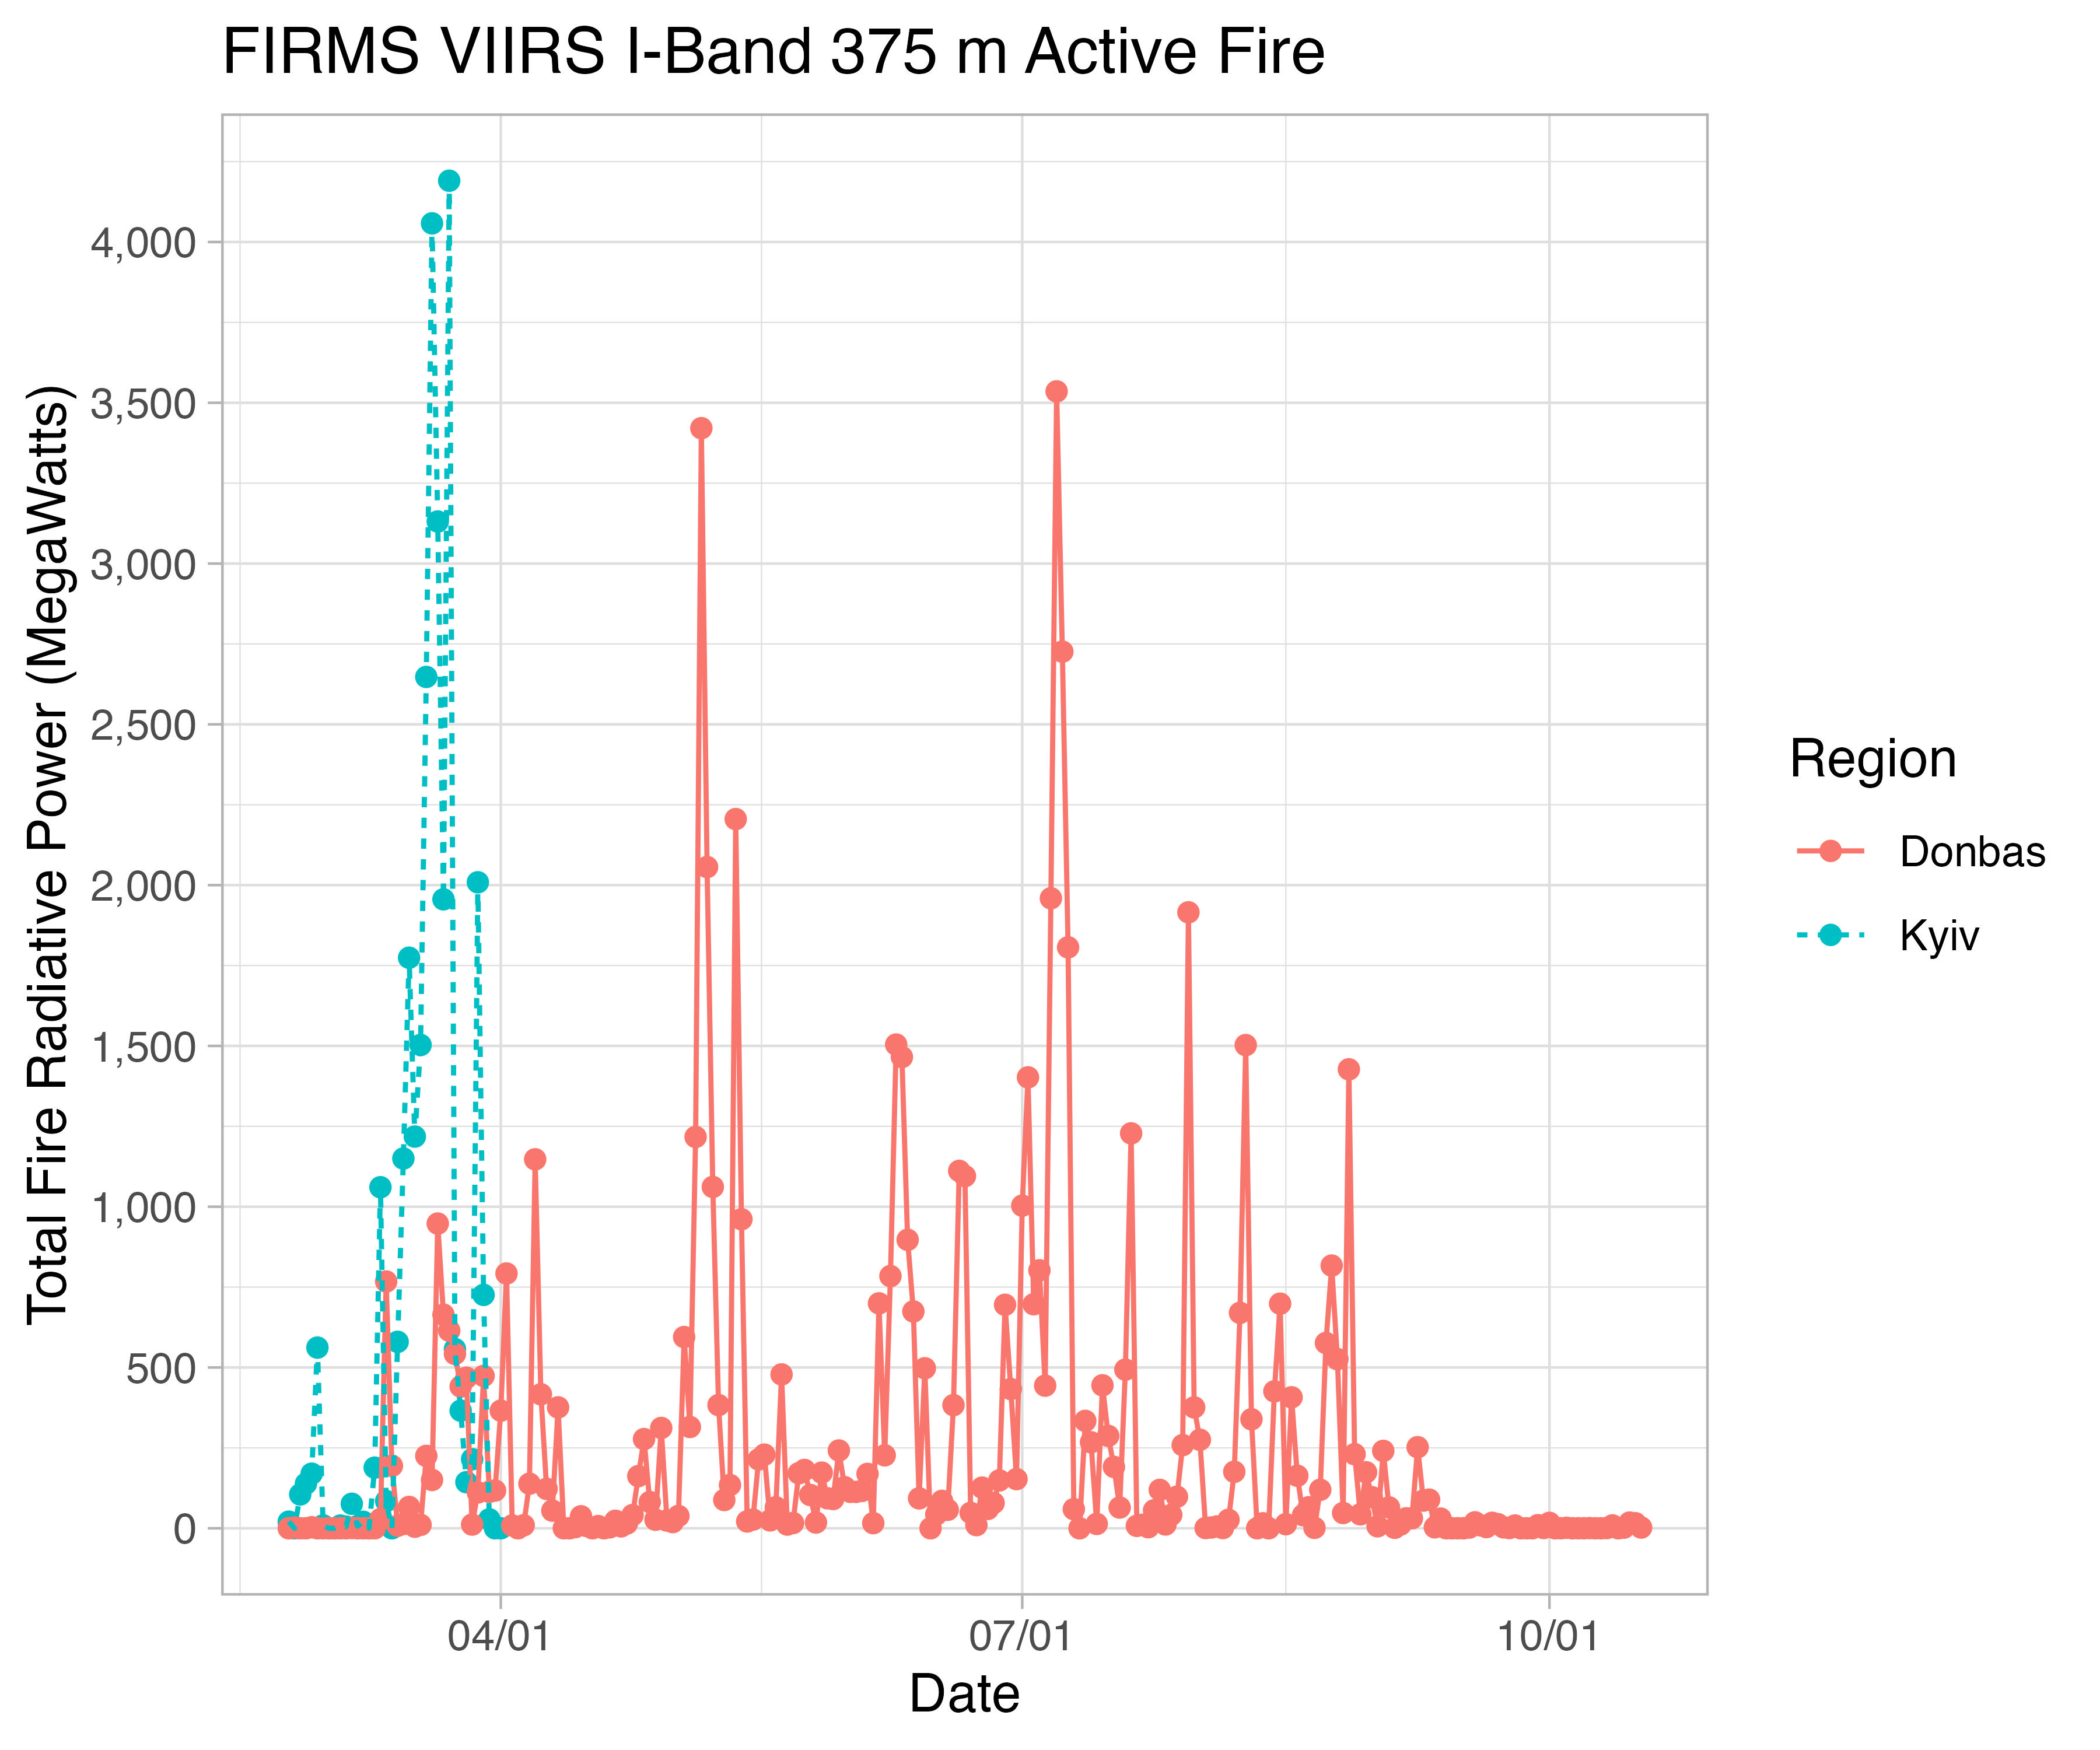 FIRMS VIIRS I-Band 375 m Active Fire
Total Fire Radiative Power (MegaWatts)
4,000
3,500
3,000
2,500
2,000
1,500
1,000
500
0
04/01
07/01
10/01
Date
Region
Donbas
Kyiv